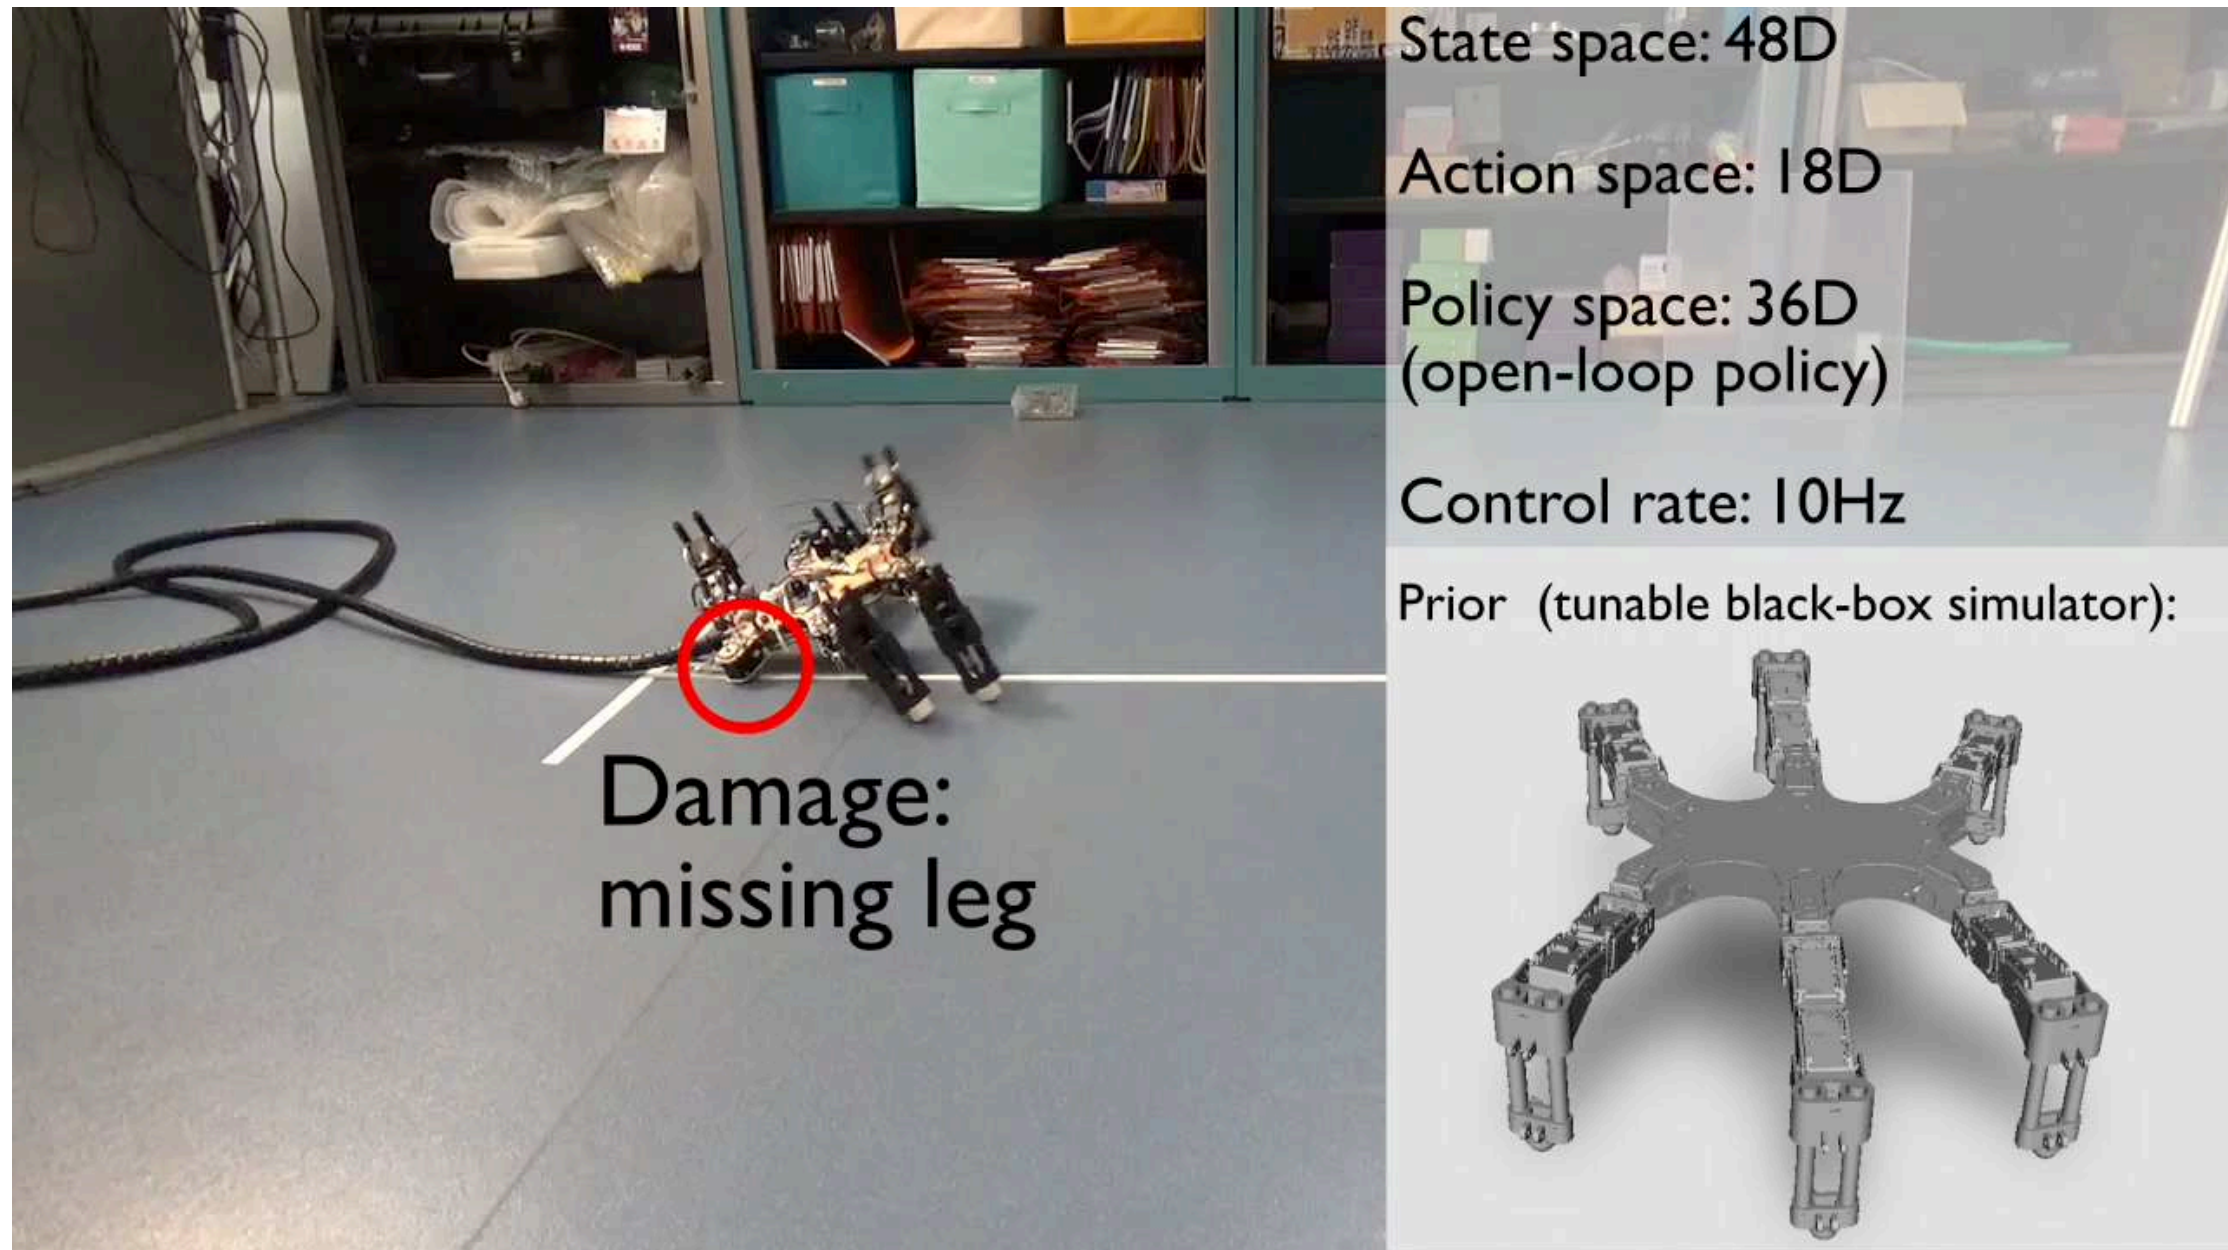 State space: 48D
Action space: 18D
Policy space: 36D
(open-loop policy)
Control rate: 10Hz
Prior (tunable black-box simulator):
Damage:
missing leg